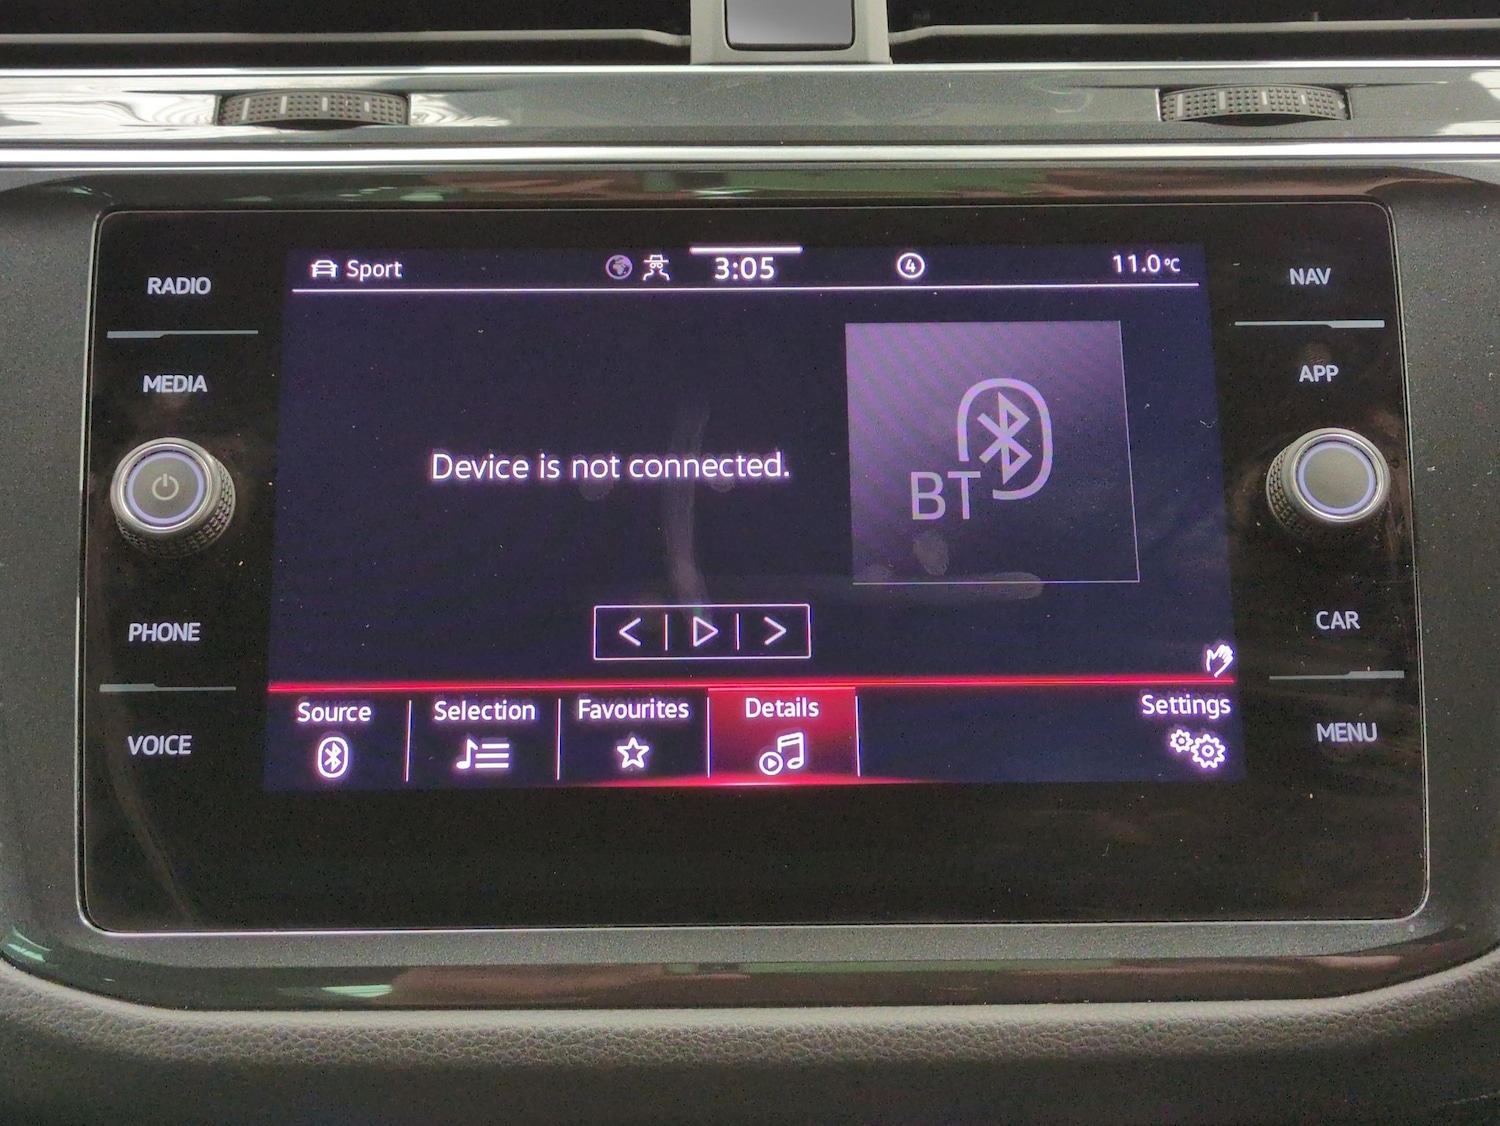 Sport
3:05
4
11.0°C
RADIO
NAV
MEDIA
APP
Device is not connected.
BT
PHONE
CAR
Source
Selection
Favourites
Details
Settings
VOICE
MENU